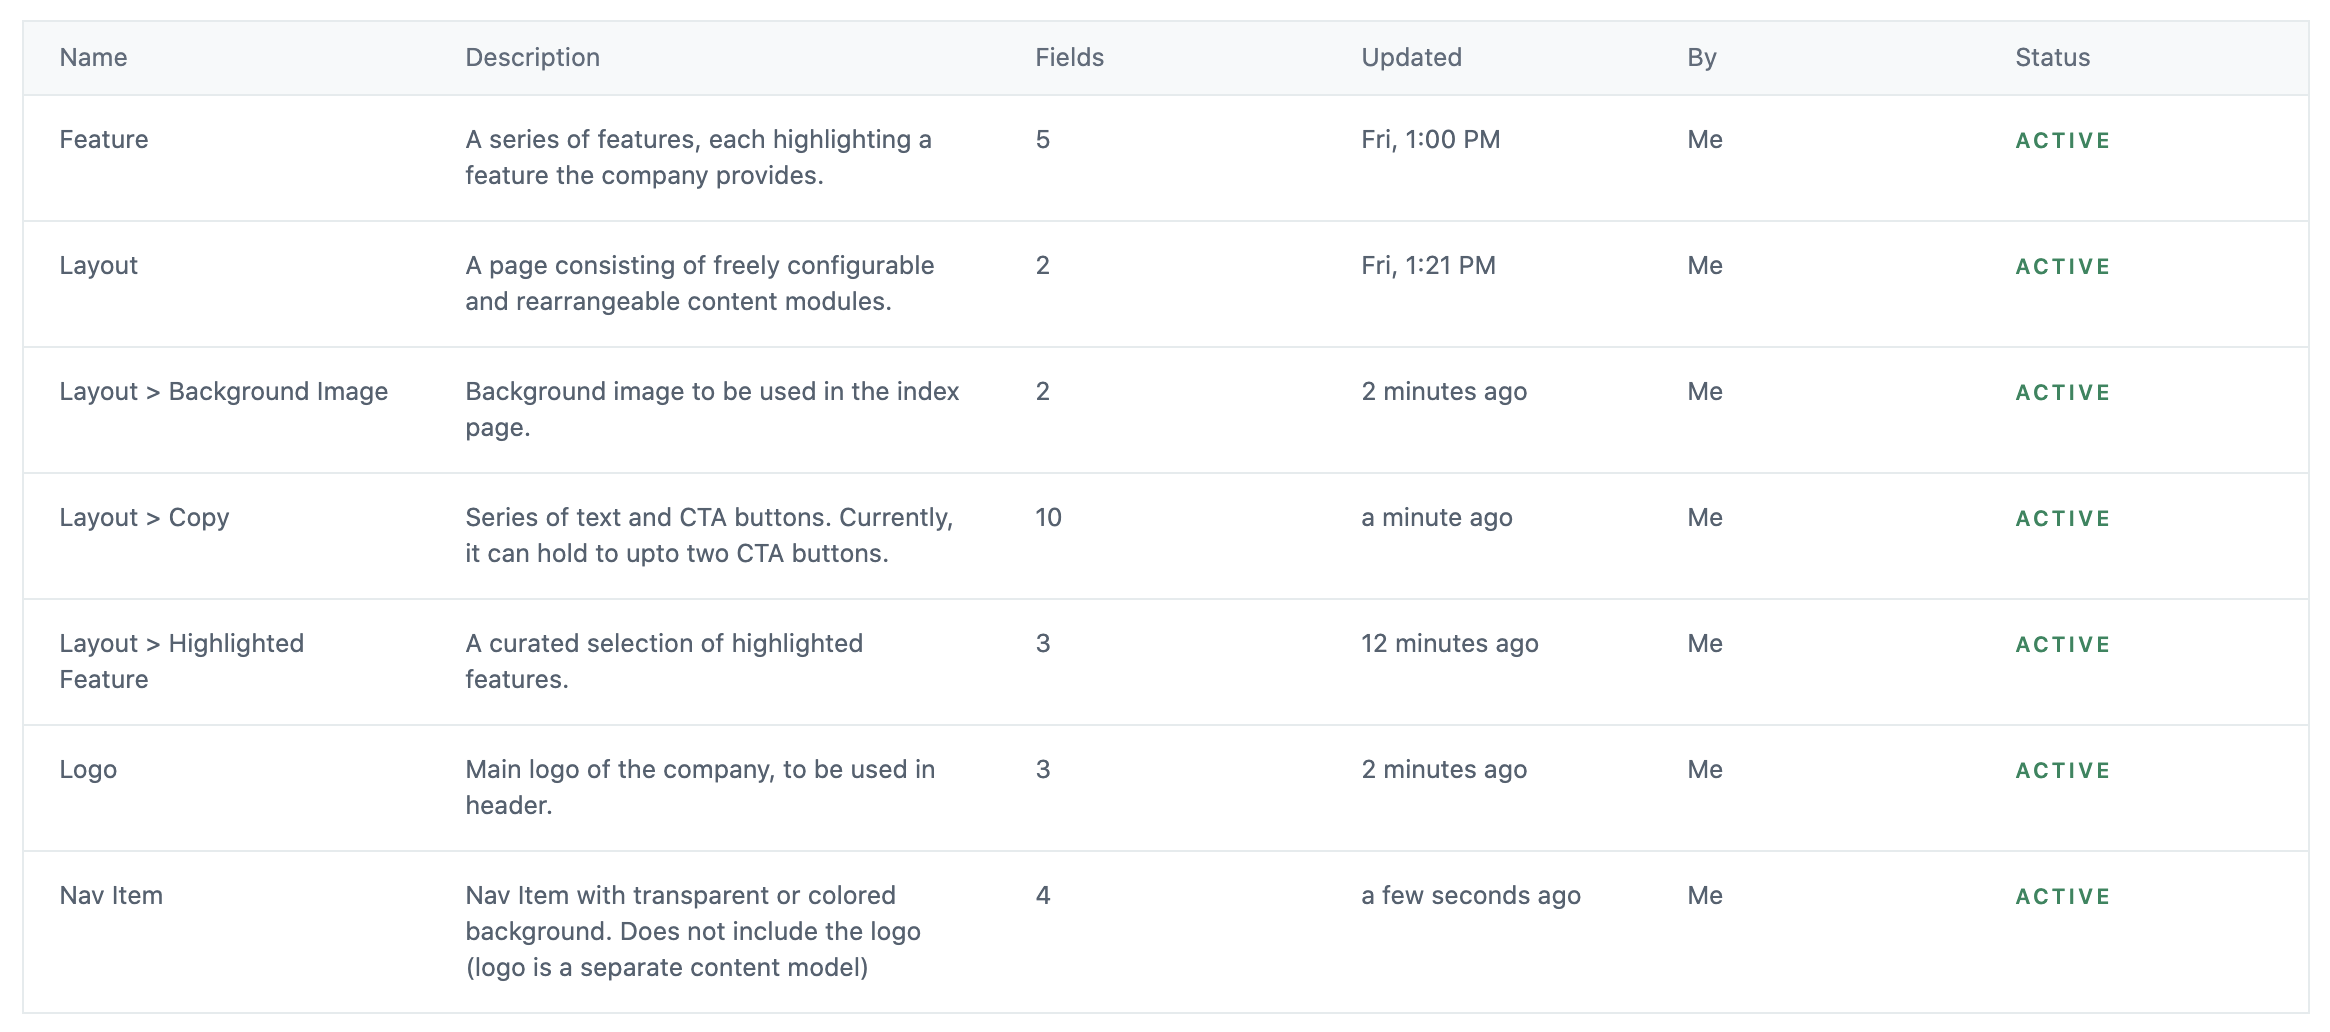 Name Description Fields Updated By Status
Feature A series of features, each highlighting a 5 Fri, 1:00 PM Me ACTIVE
feature the company provides.
Layout A page consisting of freely configurable 2 Fri, 1:21 PM Me ACTIVE
and rearrangeable content modules.
Layout > Background Image Background image to be used in the index 2 2 minutes ago Me ACTIVE
page.
Layout > Copy Series of text and CTA buttons. Currently, 10 a minute ago Me ACTIVE
it can hold to upto two CTA buttons.
Layout > Highlighted A curated selection of highlighted 3 12 minutes ago Me ACTIVE
Feature features.
Logo Main logo of the company, to be used in 3 2 minutes ago Me ACTIVE
header.
Nav Item Nav Item with transparent or colored 4 a few seconds ago Me ACTIVE
background. Does not include the logo
(logo is a separate content model)